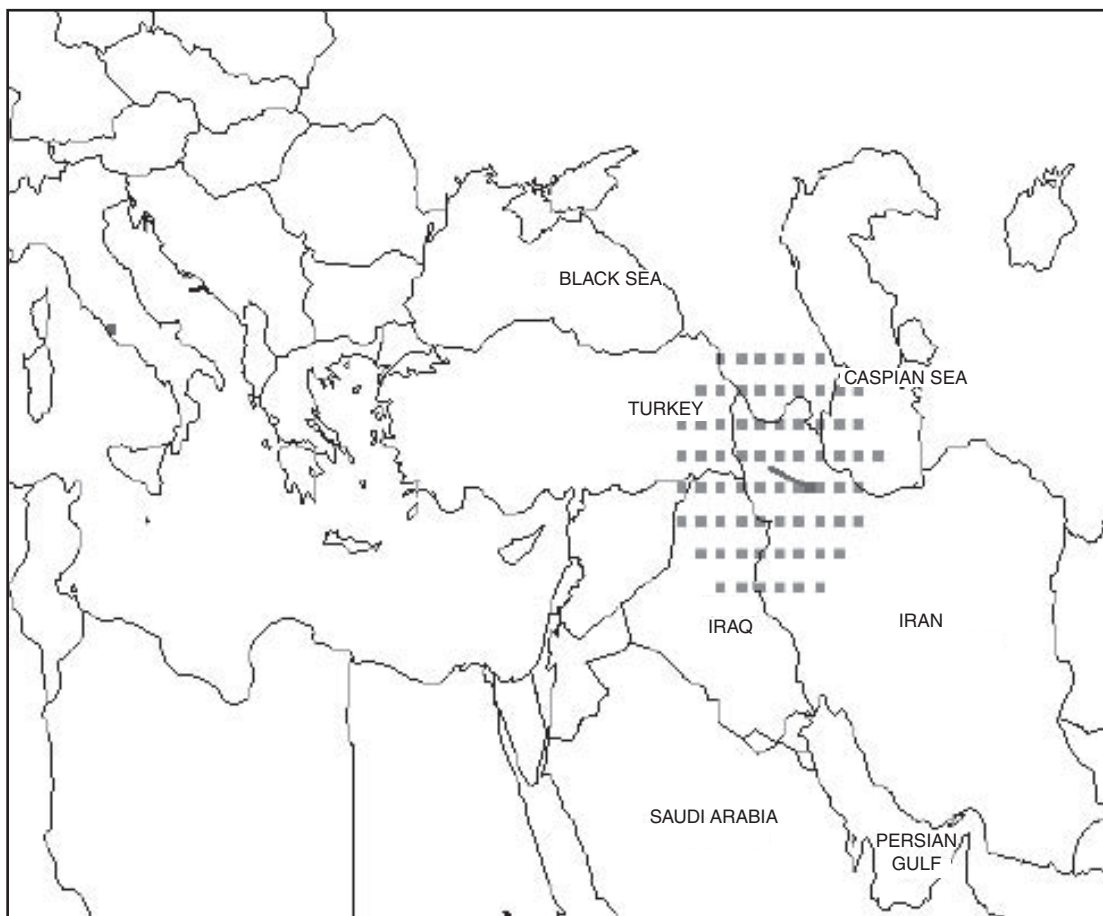 BLACK SEA
CASPIAN SEA
TURKEY
IRAQ
IRAN
SAUDI ARABIA
PERSIAN
GULF